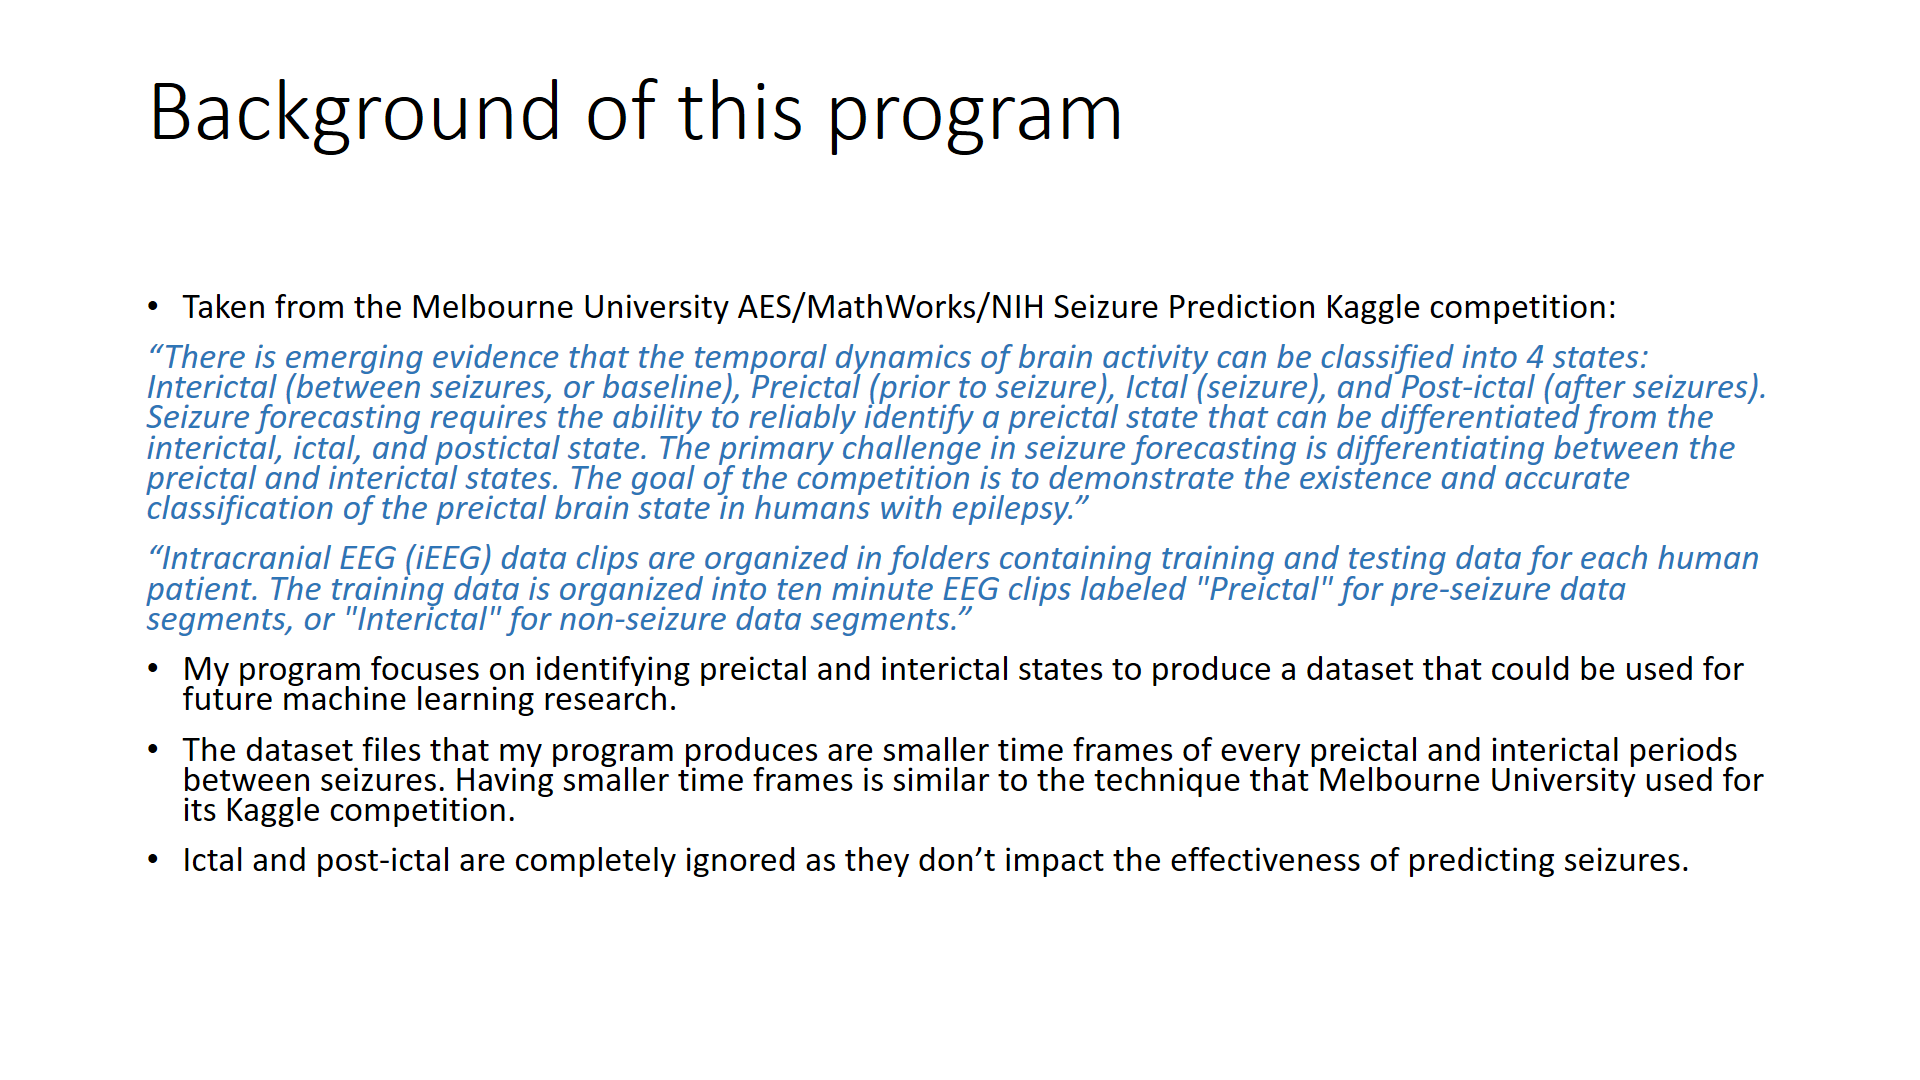 Background of this program
• Taken from the Melbourne University AES/MathWorks/NIH Seizure Prediction Kaggle competition:
“There is emerging evidence that the temporal dynamics of brain activity can be classified into 4 states:
Interictal (between seizures, or baseline), Preictal (prior to seizure), Ictal (seizure), and Post-ictal (after seizures).
Seizure forecasting requires the ability to reliably identify a preictal state that can be differentiated from the
interictal, ictal, and postictal state. The primary challenge in seizure forecasting is differentiating between the
preictal and interictal states. The goal of the competition is to demonstrate the existence and accurate
classification of the preictal brain state in humans with epilepsy.”
“Intracranial EEG (iEEG) data clips are organized in folders containing training and testing data for each human
patient. The training data is organized into ten minute EEG clips labeled "Preictal" for pre-seizure data
segments, or "Interictal" for non-seizure data segments.”
• My program focuses on identifying preictal and interictal states to produce a dataset that could be used for
future machine learning research.
• The dataset files that my program produces are smaller time frames of every preictal and interictal periods
between seizures. Having smaller time frames is similar to the technique that Melbourne University used for
its Kaggle competition.
• Ictal and post-ictal are completely ignored as they don’t impact the effectiveness of predicting seizures.